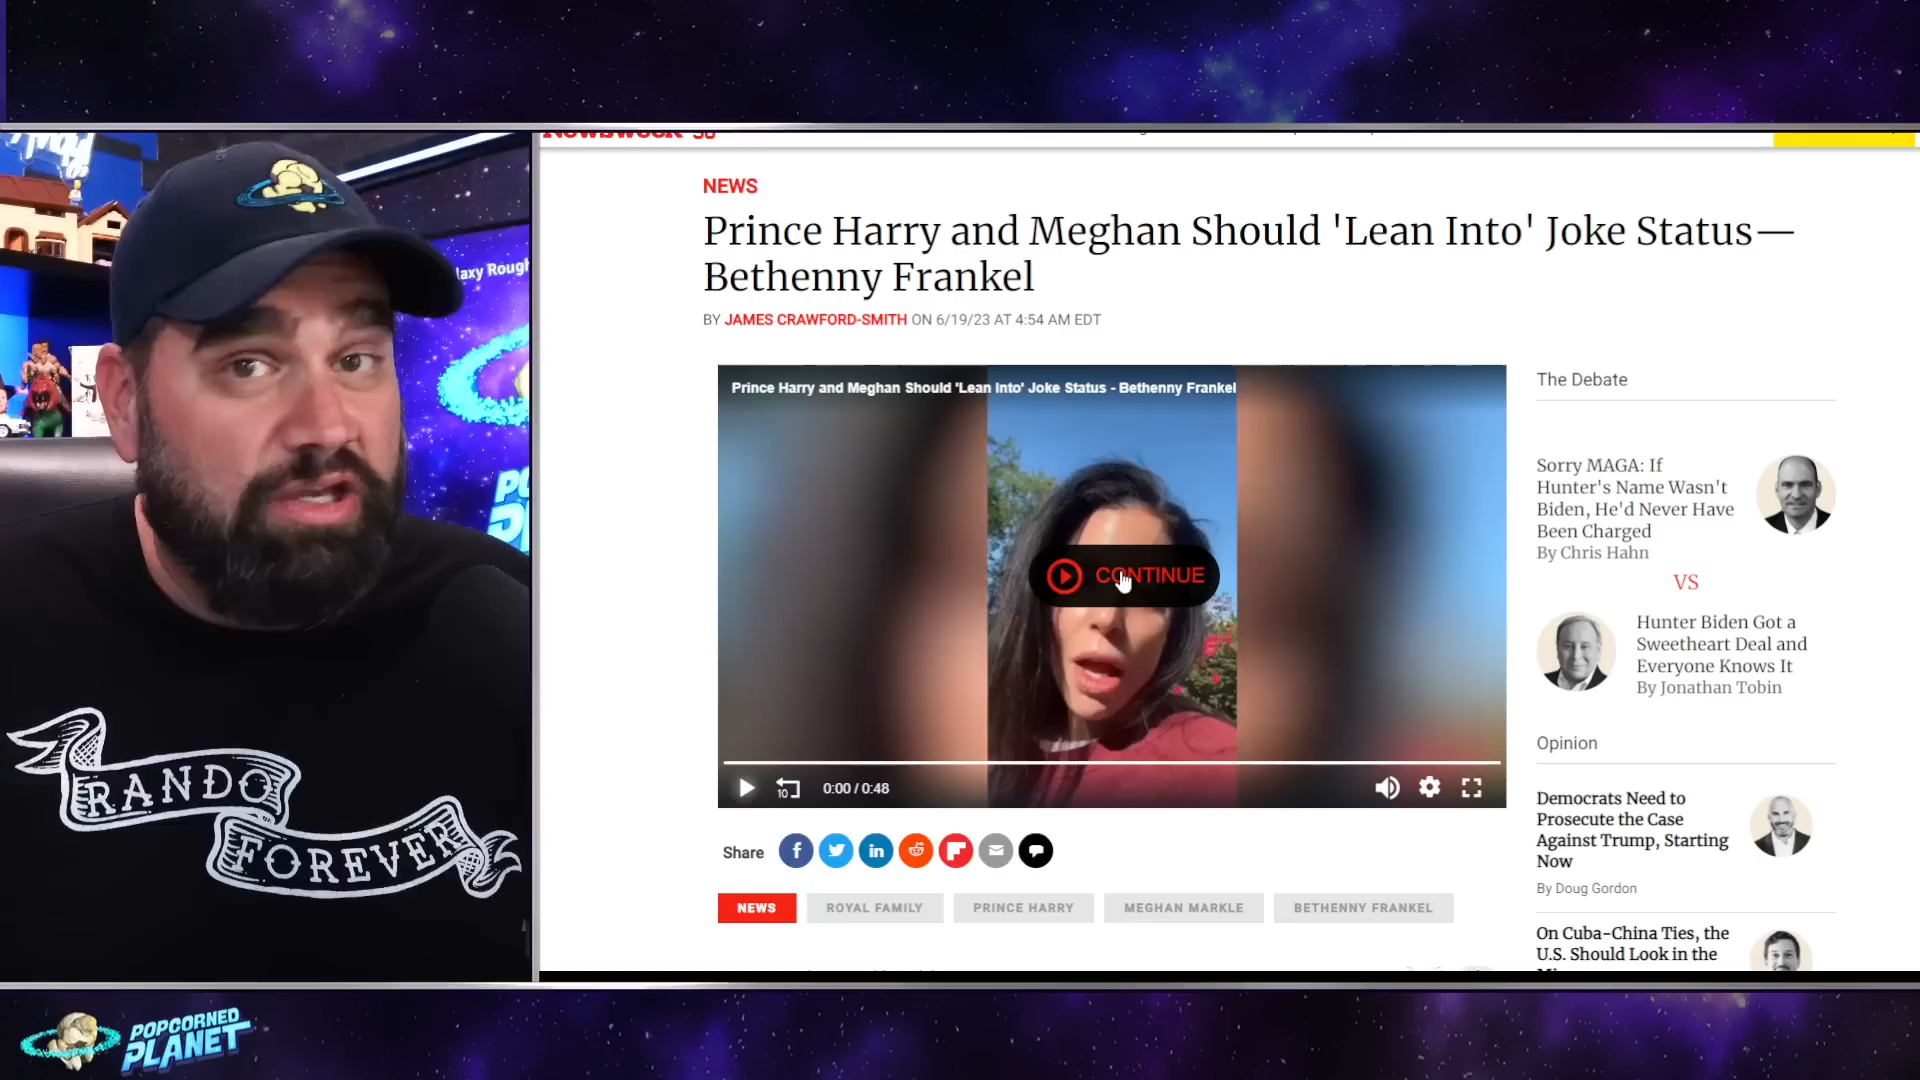 laxy Rough
NEWS
Prince Harry and Meghan Should 'Lean Into' Joke Status—
Bethenny Frankel
BY JAMES CRAWFORD-SMITH ON 6/19/23 AT 4:54 AM EDT
Prince Harry and Meghan Should 'Lean Into' Joke Status - Bethenny Frankel
CONTINUE
10
0:00 / 0:48
Share
NEWS
ROYAL FAMILY
PRINCE HARRY
MEGHAN MARKLE
BETHENNY FRANKEL
The Debate
Sorry MAGA: If
Hunter's Name Wasn't
Biden, He'd Never Have
Been Charged
By Chris Hahn
VS
Hunter Biden Got a
Sweetheart Deal and
Everyone Knows It
By Jonathan Tobin
Opinion
Democrats Need to
Prosecute the Case
Against Trump, Starting
Now
By Doug Gordon
On Cuba-China Ties, the
U.S. Should Look in the
RANDO
FOREVER
POPCORNED
PLANET